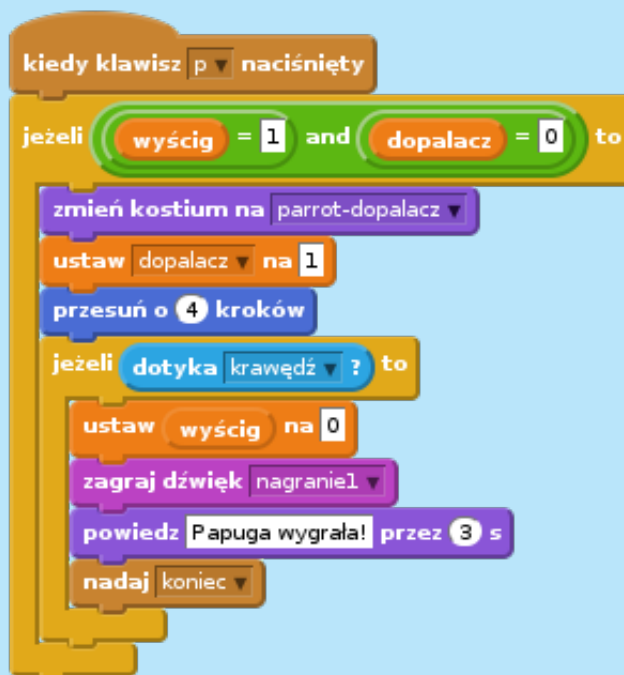 kiedy klawisz p naciśnięty
jeżeli wyścig = 1 and dopalacz = 0 to
zmień kostium na parrot-dopalacz
ustaw dopalacz na 1
przesuń o 4 kroków
jeżeli dotyka krawędź ? to
ustaw wyścig na 0
zagraj dźwięk nagranie1
powiedz Papuga wygrała! przez 3 s
nadaj koniec